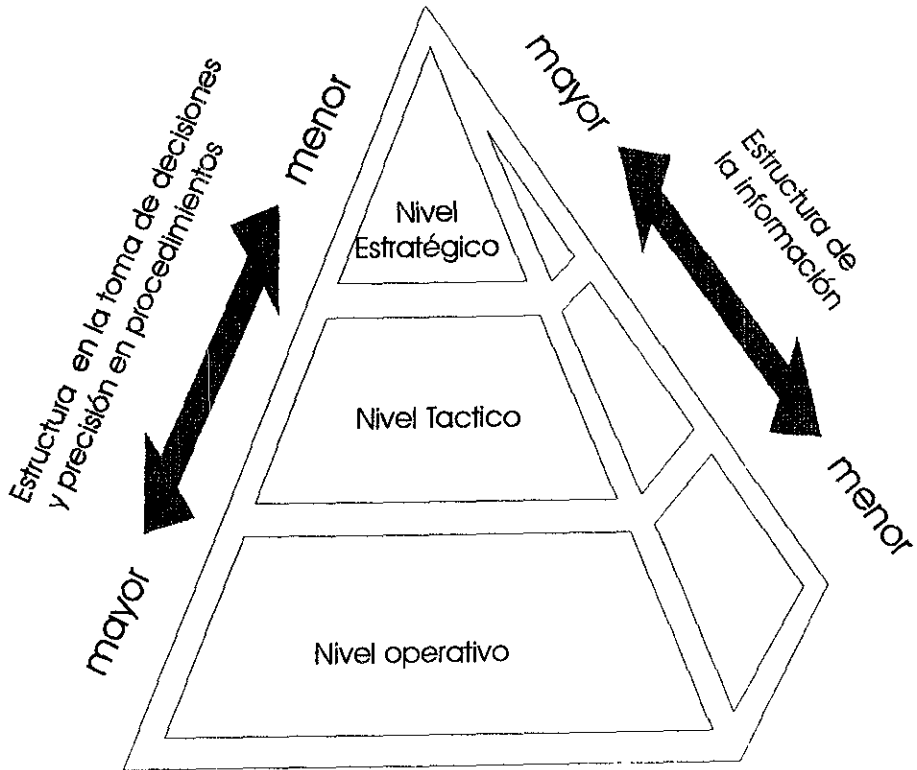 Estructura en la toma de decisiones
y precisión en procedimientos
menor
mayor
mayor
Estructura de
la información
menor
Nivel
Estratégico
Nivel Tactico
Nivel operativo